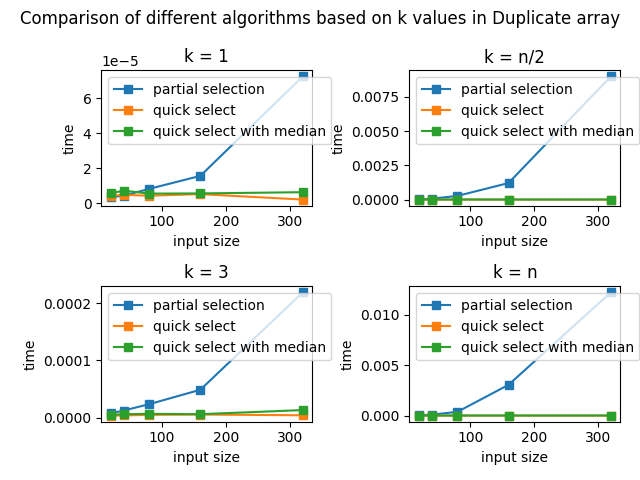 Comparison of different algorithms based on k values in Duplicate array
1e−5
k = 1
partial selection
quick select
quick select with median
6
4
2
0
time
100
200
300
input size
k = n/2
partial selection
quick select
quick select with median
0.0075
0.0050
0.0025
0.0000
time
100
200
300
input size
k = 3
partial selection
quick select
quick select with median
0.0002
0.0001
0.0000
time
100
200
300
input size
k = n
partial selection
quick select
quick select with median
0.010
0.005
0.000
time
100
200
300
input size